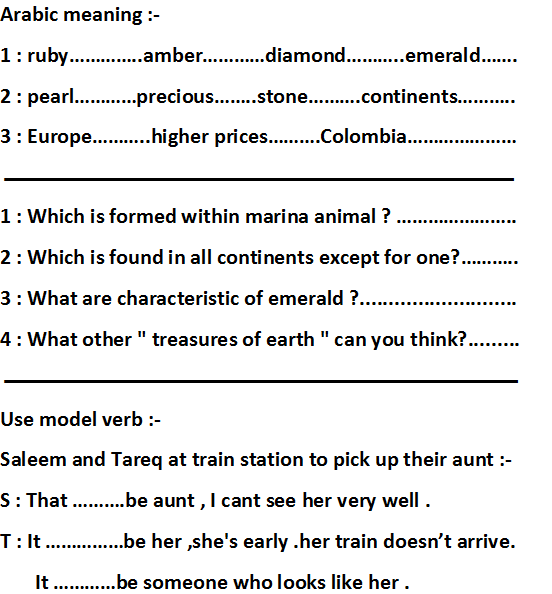 Arabic meaning :-
1 : ruby..............amber............diamond...........emerald.......
2 : pearl............precious........stone..........continents...........
3 : Europe...........higher prices..........Colombia.....................
1 : Which is formed within marina animal ? .......................
2 : Which is found in all continents except for one?...........
3 : What are characteristic of emerald ?............................
4 : What other " treasures of earth " can you think?.........
Use model verb :-
Saleem and Tareq at train station to pick up their aunt :-
S : That ..........be aunt , I cant see her very well .
T : It ...............be her ,she's early .her train doesn’t arrive.
It ............be someone who looks like her .